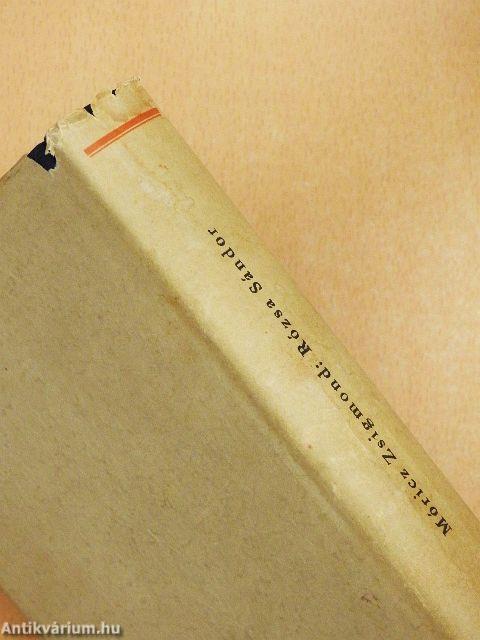 Móricz Zsigmond: Rózsa Sándor
Antikvárium.hu